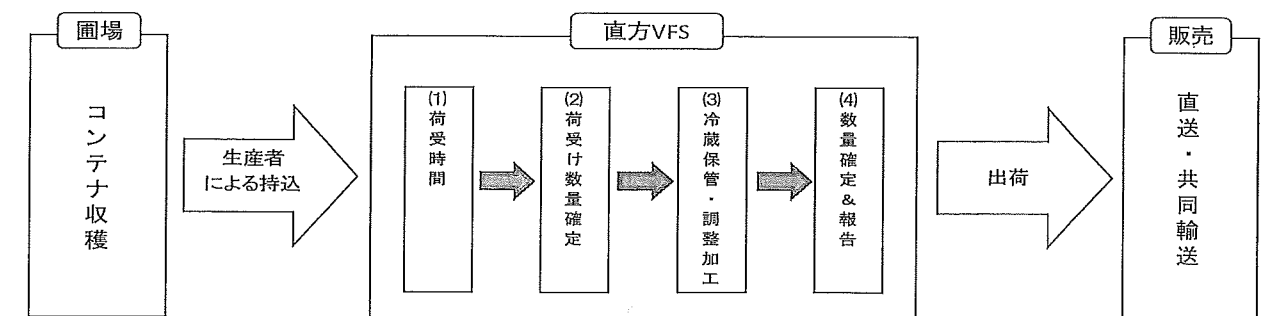 圃場
コンテナ収穫
生産者
による持込
直方VFS
(1)荷受時間
(2)荷受け数量確定
(3)冷蔵保管・調整加工
(4)数量確定&報告
出荷
販売
直送・共同輸送